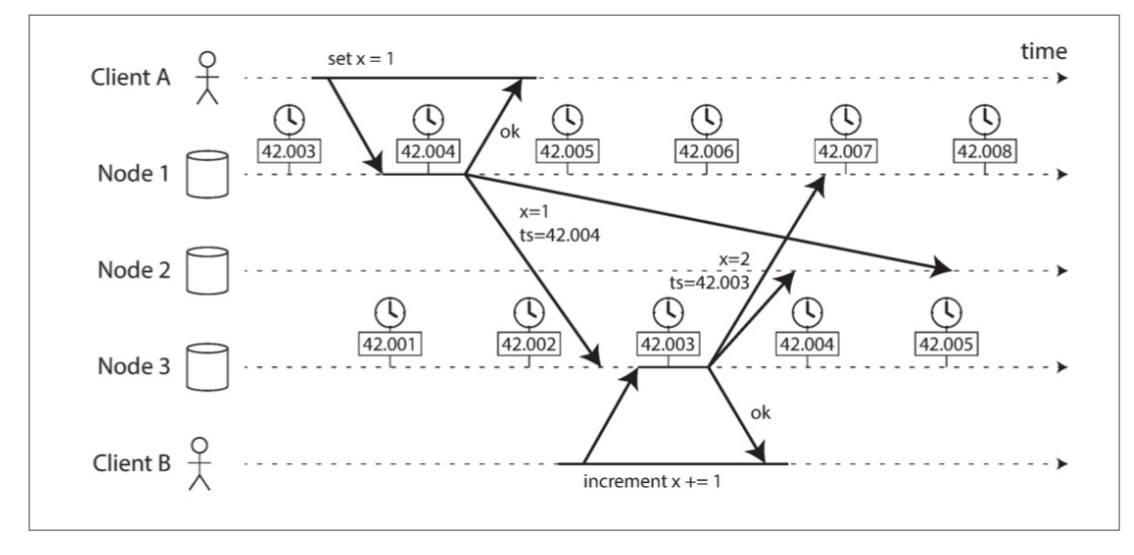 time
set x = 1
Client A
ok
42.003 42.004 42.005 42.006 42.007 42.008
Node 1
x=1
ts=42.004
x=2
Node 2
ts=42.003
42.001 42.002 42.003 42.004 42.005
Node 3
ok
Client B
increment x += 1